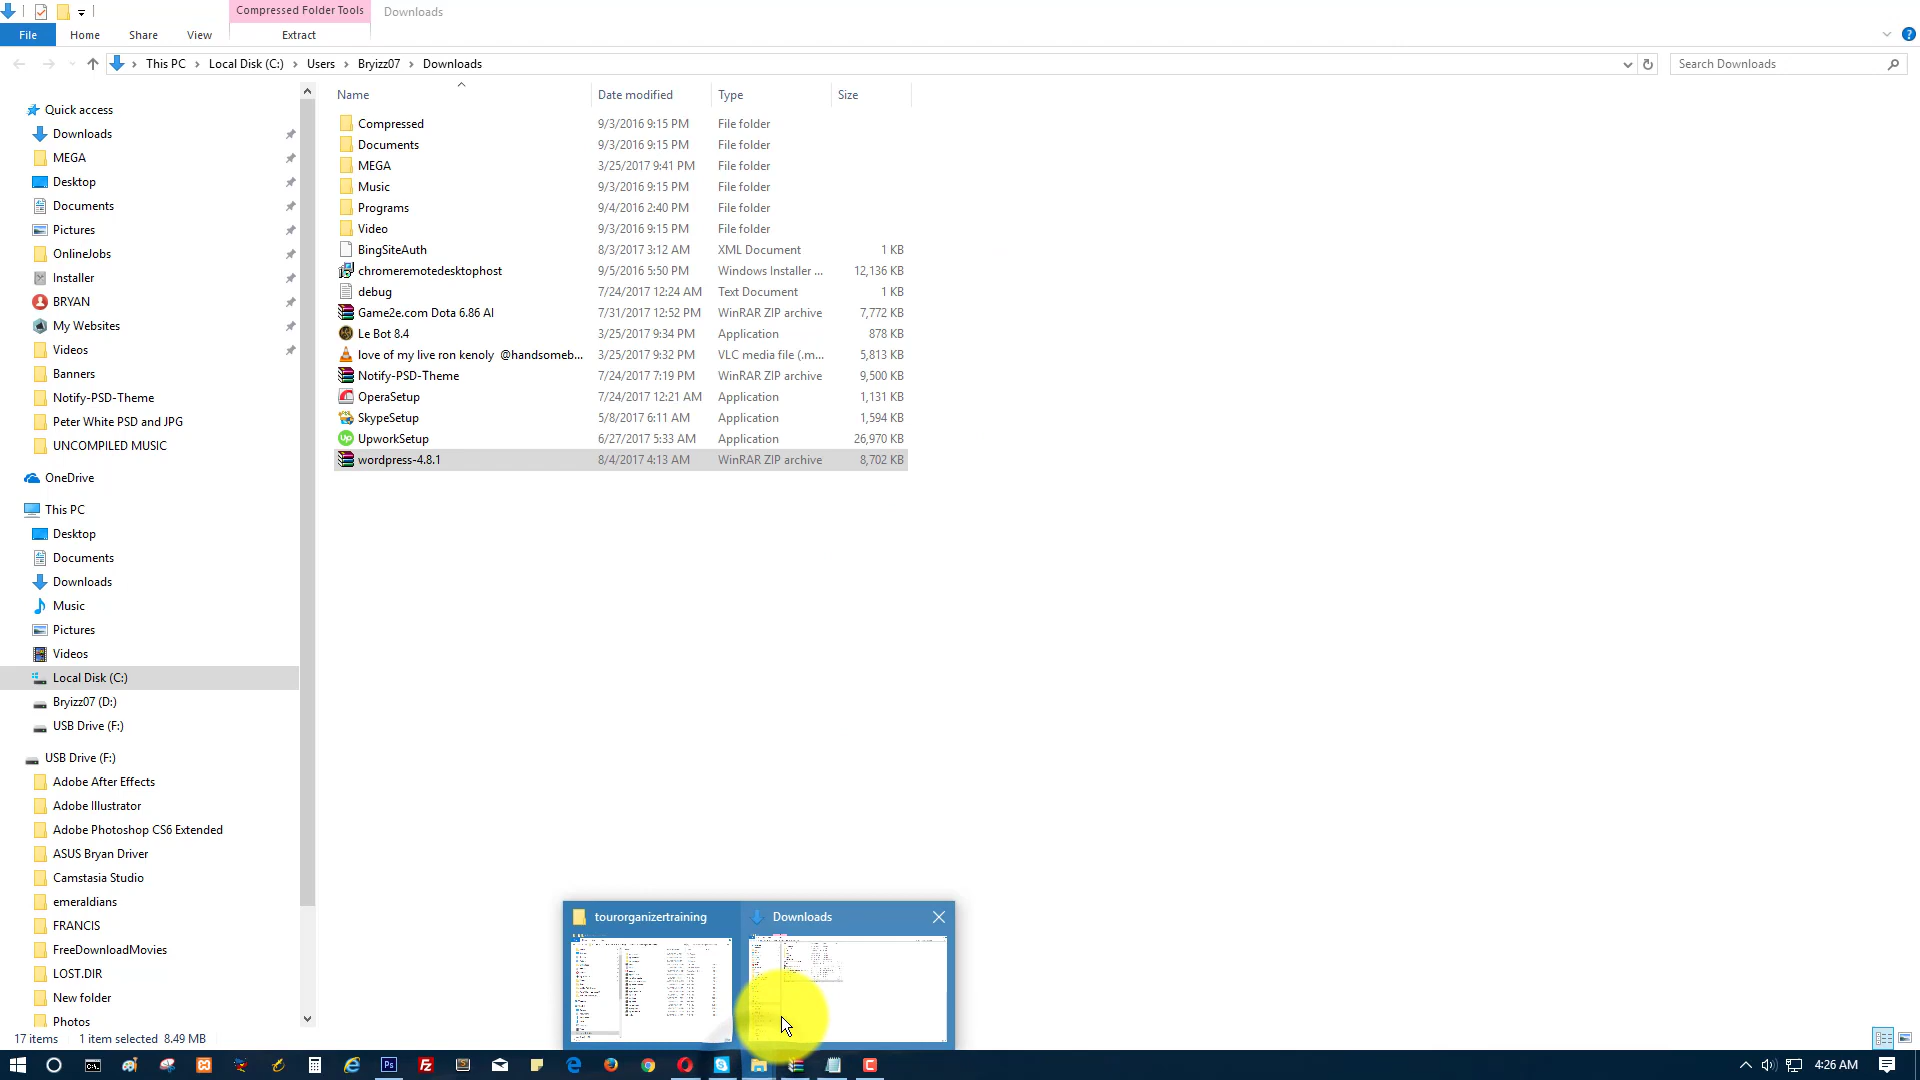 Compressed Folder Tools
Downloads
File
Home
Share
View
Extract
This PC
Local Disk (C:)
Users
Bryizz07
Downloads
Search Downloads
Name
Date modified
Type
Size
Quick access
Downloads
MEGA
Desktop
Documents
Pictures
OnlineJobs
Installer
BRYAN
My Websites
Videos
Banners
Notify-PSD-Theme
Peter White PSD and JPG
UNCOMPILED MUSIC
OneDrive
This PC
Desktop
Documents
Downloads
Music
Pictures
Videos
Local Disk (C:)
Bryizz07 (D:)
USB Drive (F:)
USB Drive (F:)
Adobe After Effects
Adobe Illustrator
Adobe Photoshop CS6 Extended
ASUS Bryan Driver
Camstasia Studio
emeraldians
FRANCIS
FreeDownloadMovies
LOST.DIR
New folder
Photos
Compressed 9/3/2016 9:15 PM File folder
Documents 9/3/2016 9:15 PM File folder
MEGA 3/25/2017 9:41 PM File folder
Music 9/3/2016 9:15 PM File folder
Programs 9/4/2016 2:40 PM File folder
Video 9/3/2016 9:15 PM File folder
BingSiteAuth 8/3/2017 3:12 AM XML Document 1 KB
chromeremotedesktophost 9/5/2016 5:50 PM Windows Installer ... 12,136 KB
debug 7/24/2017 12:24 AM Text Document 1 KB
Game2e.com Dota 6.86 AI 7/31/2017 12:52 PM WinRAR ZIP archive 7,772 KB
Le Bot 8.4 3/25/2017 9:34 PM Application 878 KB
love of my live ron kenoly @handsomeb... 3/25/2017 9:32 PM VLC media file (.m... 5,813 KB
Notify-PSD-Theme 7/24/2017 7:19 PM WinRAR ZIP archive 9,500 KB
OperaSetup 7/24/2017 12:21 AM Application 1,131 KB
SkypeSetup 5/8/2017 6:11 AM Application 1,594 KB
UpworkSetup 6/27/2017 5:33 AM Application 26,970 KB
wordpress-4.8.1 8/4/2017 4:13 AM WinRAR ZIP archive 8,702 KB
tourorganizertraining
Downloads
17 items
1 item selected 8.49 MB
4:26 AM